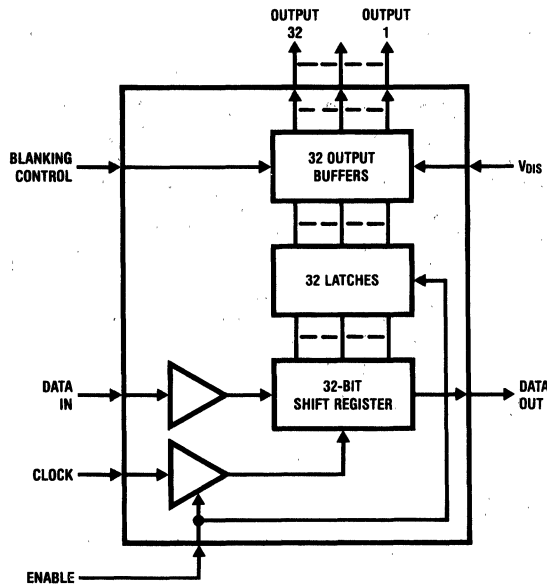 OUTPUT
32
OUTPUT
1
BLANKING
CONTROL
32 OUTPUT
BUFFERS
VDIS
32 LATCHES
DATA
IN
32-BIT
SHIFT REGISTER
DATA
OUT
CLOCK
ENABLE